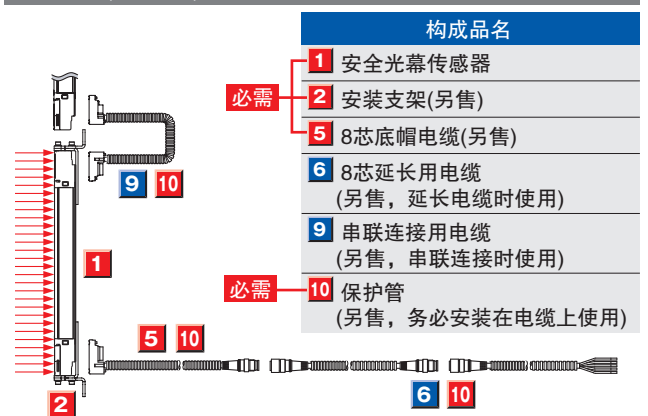 构成品名
必需
1 安全光幕传感器
2 安装支架(另售)
5 8芯底帽电缆(另售)
6 8芯延长用电缆
(另售，延长电缆时使用)
9 串联连接用电缆
(另售，串联连接时使用)
必需
10 保护管
(另售，务必安装在电缆上使用)
9 10
1
5 10
6 10
2